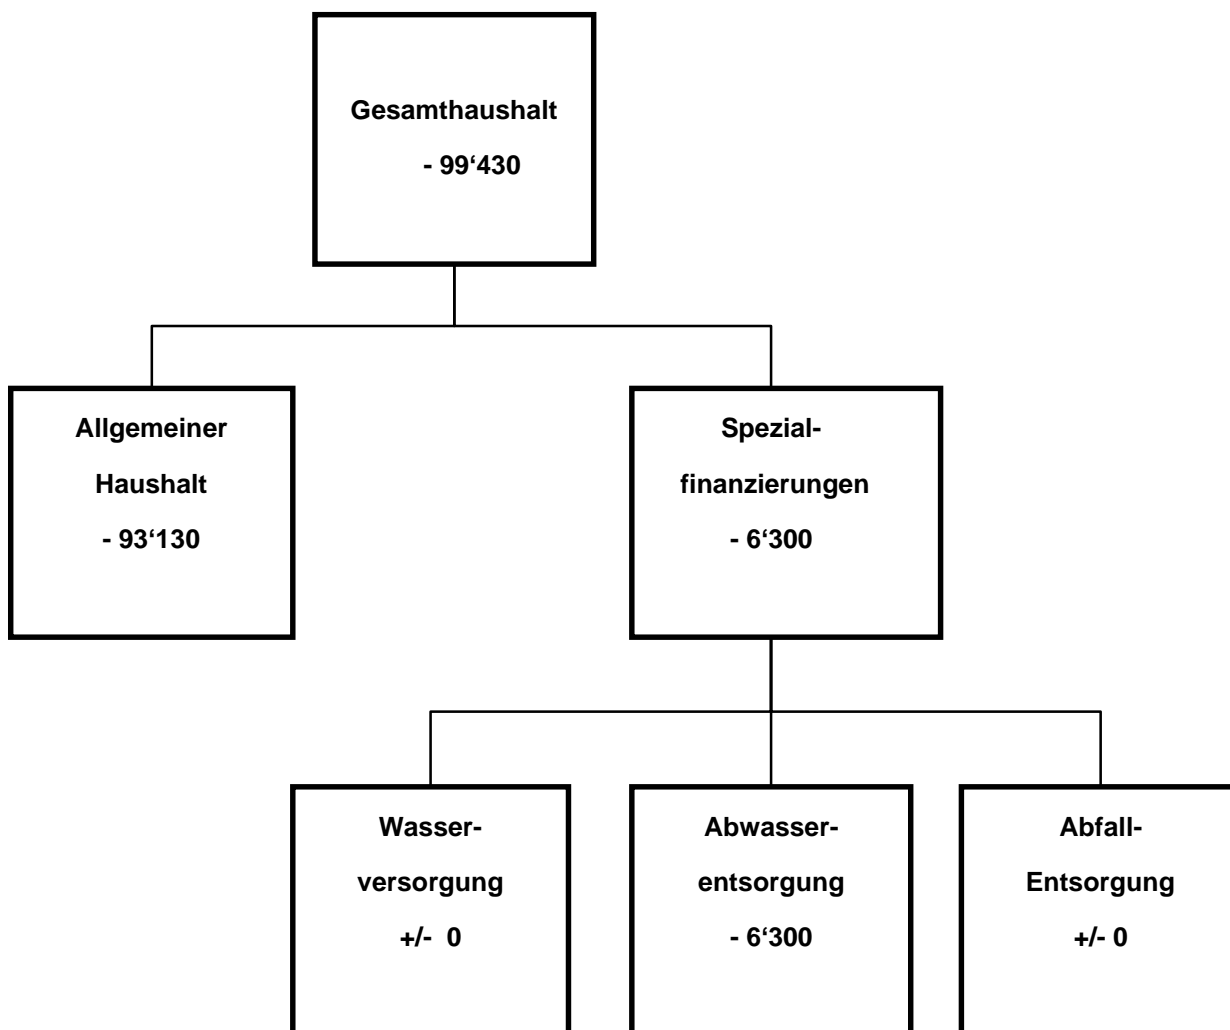 Gesamthaushalt
- 99‘430
Allgemeiner
Haushalt
- 93‘130
Spezial-
finanzierungen
- 6‘300
Wasser-
versorgung
+/-  0
Abwasser-
entsorgung
- 6‘300
Abfall-
Entsorgung
+/- 0